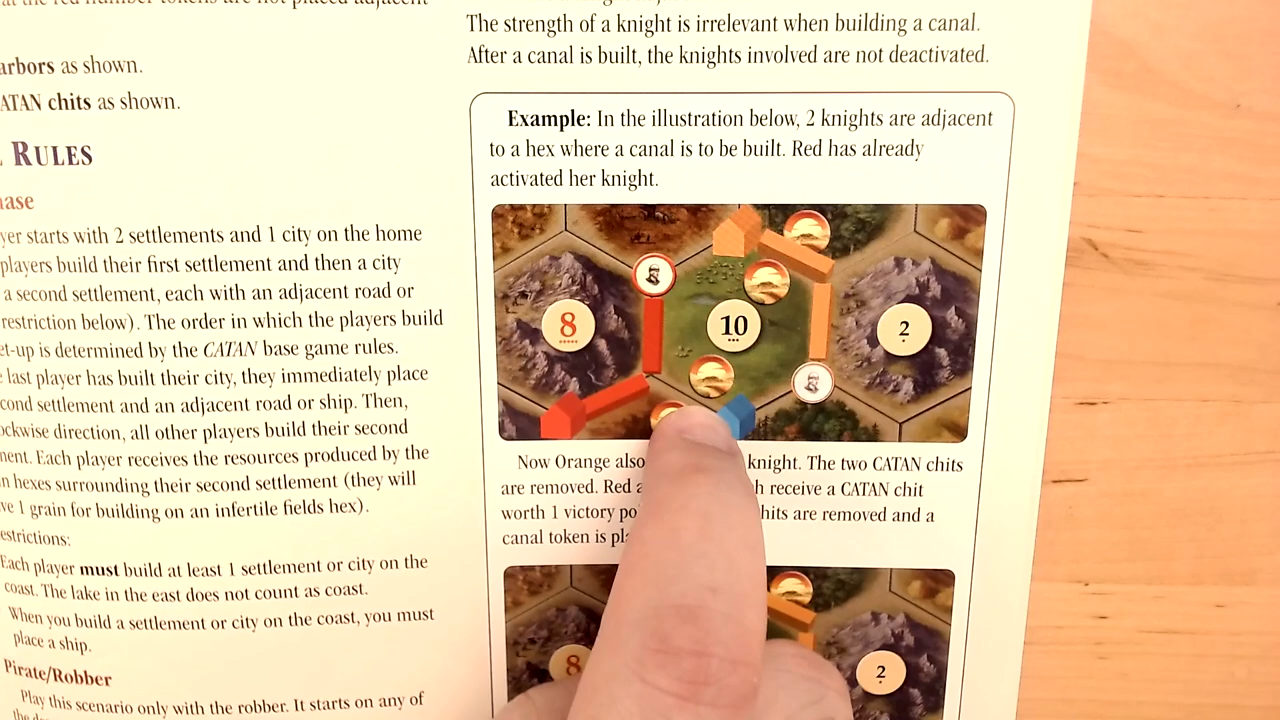 at the red number tokens are not placed adjacent
arbors as shown.
ATAN chits as shown.
RULES
ase
yer starts with 2 settlements and 1 city on the home
players build their first settlement and then a city
a second settlement, each with an adjacent road or
restriction below). The order in which the players build
et-up is determined by the CATAN base game rules.
last player has built their city, they immediately place
cond settlement and an adjacent road or ship. Then,
ockwise direction, all other players build their second
ment. Each player receives the resources produced by the
n hexes surrounding their second settlement (they will
ve 1 grain for building on an infertile fields hex).
estrictions:
Each player must build at least 1 settlement or city on the
coast. The lake in the east does not count as coast.
When you build a settlement or city on the coast, you must
place a ship.
Pirate/Robber
Play this scenario only with the robber. It starts on any of
The strength of a knight is irrelevant when building a canal.
After a canal is built, the knights involved are not deactivated.
Example: In the illustration below, 2 knights are adjacent
to a hex where a canal is to be built. Red has already
activated her knight.
8
10
2
Now Orange also knight. The two CATAN chits
are removed. Red receive a CATAN chit
worth 1 victory hits are removed and a
canal token is
8
2